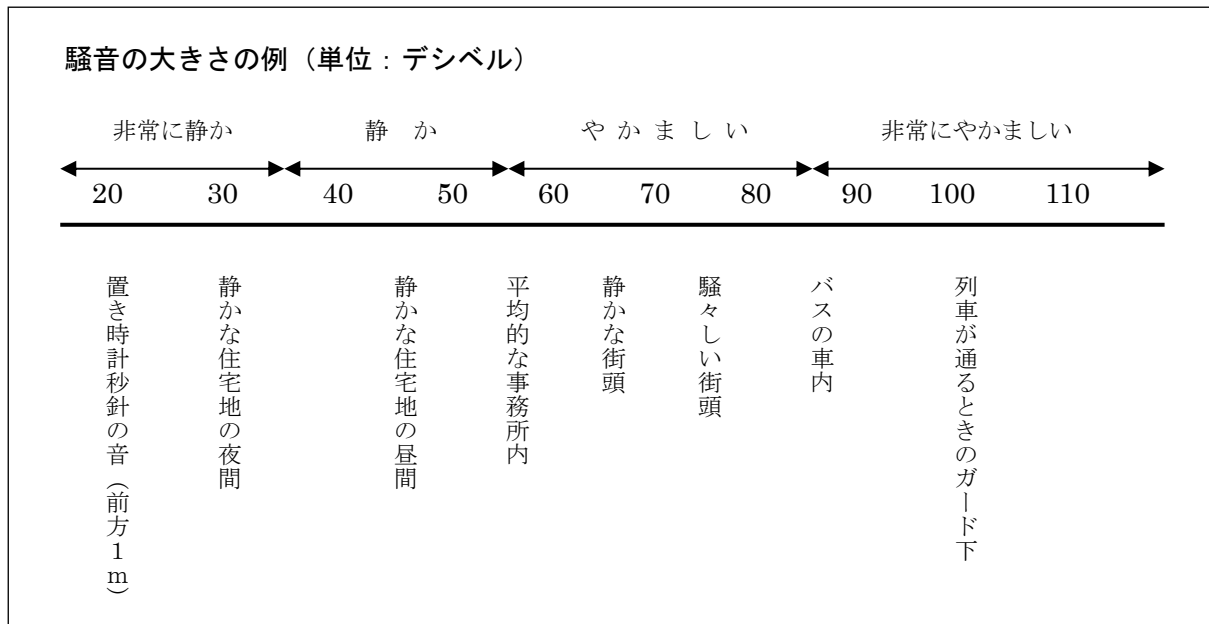 騒音の大きさの例（単位：デシベル）
非常に静か 静　か や か ま し い 非常にやかましい
20 30 40 50 60 70 80 90 100 110
置き時計秒針の音（前方１ｍ）
静かな住宅地の夜間
静かな住宅地の昼間
平均的な事務所内
静かな街頭
騒々しい街頭
バスの車内
列車が通るときのガード下